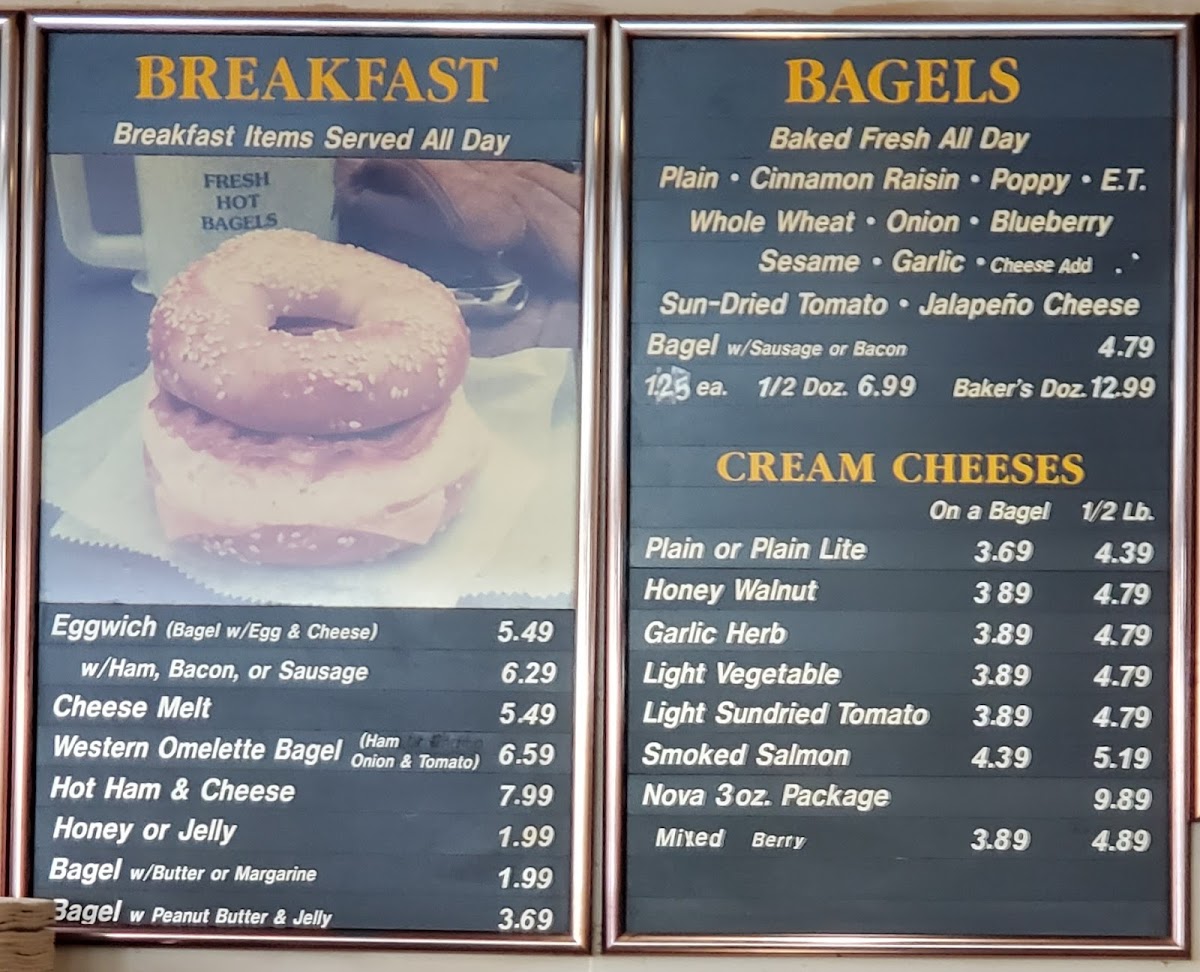 BREAKFAST
Breakfast Items Served All Day
FRESH
HOT
BAGELS
Eggwich (Bagel w/Egg & Cheese) 5.49
w/Ham, Bacon, or Sausage 6.29
Cheese Melt 5.49
Western Omelette Bagel (Ham Onion & Tomato) 6.59
Hot Ham & Cheese 7.99
Honey or Jelly 1.99
Bagel w/Butter or Margarine 1.99
Bagel w Peanut Butter & Jelly 3.69
BAGELS
Baked Fresh All Day
Plain • Cinnamon Raisin • Poppy • E.T.
Whole Wheat • Onion • Blueberry
Sesame • Garlic • Cheese Add .
Sun-Dried Tomato • Jalapeño Cheese
Bagel w/Sausage or Bacon 4.79
1.25 ea. 1/2 Doz. 6.99 Baker's Doz. 12.99
CREAM CHEESES
On a Bagel 1/2 Lb.
Plain or Plain Lite 3.69 4.39
Honey Walnut 3 89 4.79
Garlic Herb 3.89 4.79
Light Vegetable 3.89 4.79
Light Sundried Tomato 3.89 4.79
Smoked Salmon 4.39 5.19
Nova 3oz. Package 9.89
Mixed Berry 3.89 4.89